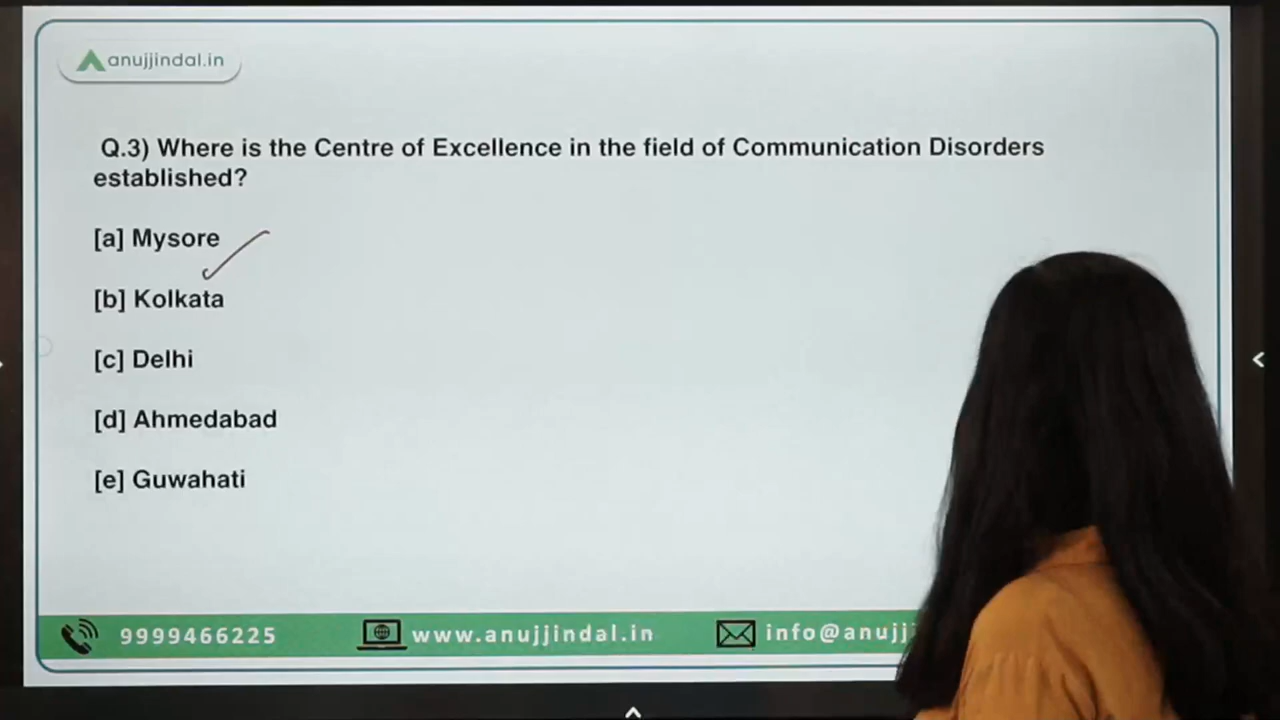 anujjindal.in
Q.3) Where is the Centre of Excellence in the field of Communication Disorders
established?
[a] Mysore
[b] Kolkata
[c] Delhi
[d] Ahmedabad
[e] Guwahati
9999466225 www.anujjindal.in